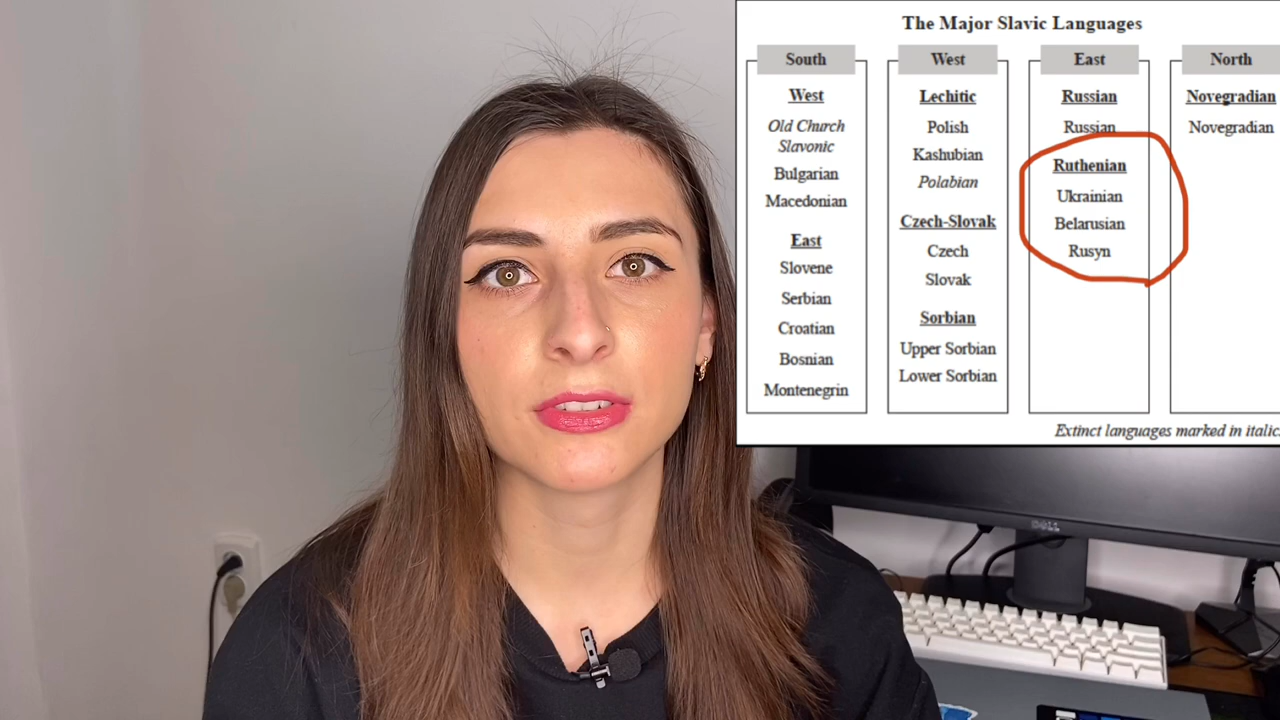 The Major Slavic Languages
South
West
Old Church
Slavonic
Bulgarian
Macedonian
East
Slovene
Serbian
Croatian
Bosnian
Montenegrin
West
Lechitic
Polish
Kashubian
Polabian
Czech-Slovak
Czech
Slovak
Sorbian
Upper Sorbian
Lower Sorbian
East
Russian
Russian
Ruthenian
Ukrainian
Belarusian
Rusyn
North
Novegradian
Novegradian
Extinct languages marked in italic
DELL